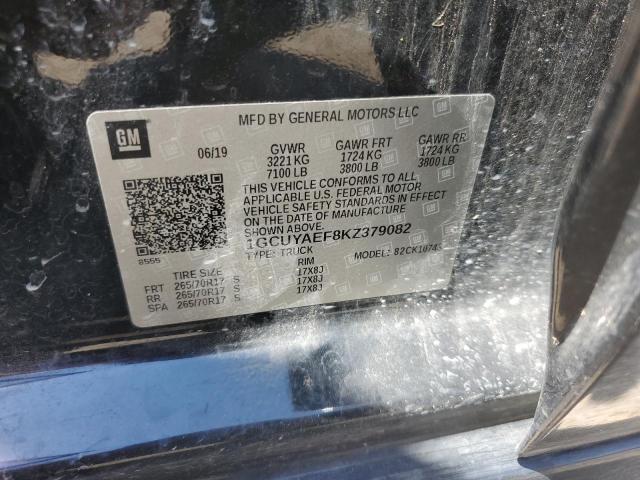 MFD BY GENERAL MOTORS LLC
GM
06/19 GVWR GAWR FRT GAWR RR
3221 KG 1724 KG 1724 KG
7100 LB 3800 LB 3800 LB
THIS VEHICLE CONFORMS TO ALL
APPLICABLE U.S. FEDERAL MOTOR
VEHICLE SAFETY STANDARDS IN EFFECT
ON THE DATE OF MANUFACTURE
SHOWN ABOVE.
1GCUYAEF8KZ379082
TYPE: TRUCK MODEL:
8555
TIRE SIZE RIM
FRT 265/70R17 S 17X8J
RR 265/70R17 S 17X8J
SPA 265/70R17 S 17X8J